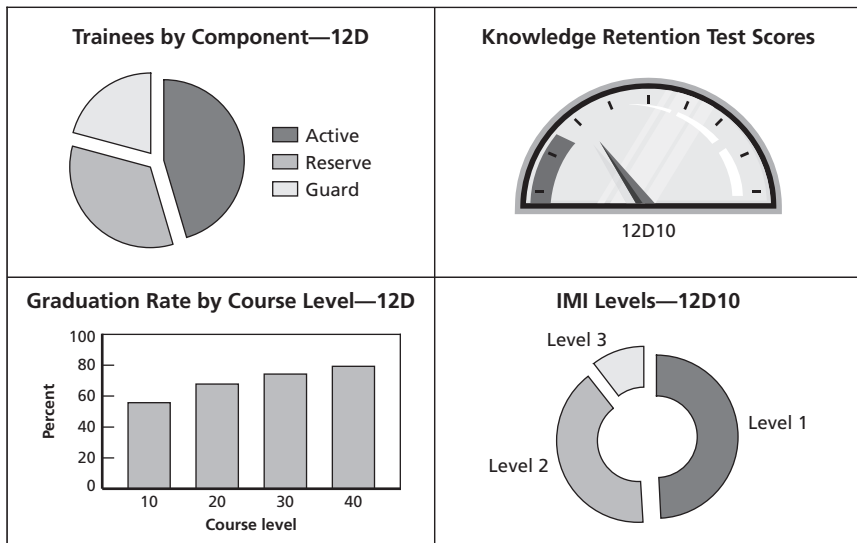 Trainees by Component—12D
Active
Reserve
Guard
Knowledge Retention Test Scores
12D10
Graduation Rate by Course Level—12D
100
80
60
40
20
0
Percent
10 20 30 40
Course level
IMI Levels—12D10
Level 3
Level 1
Level 2